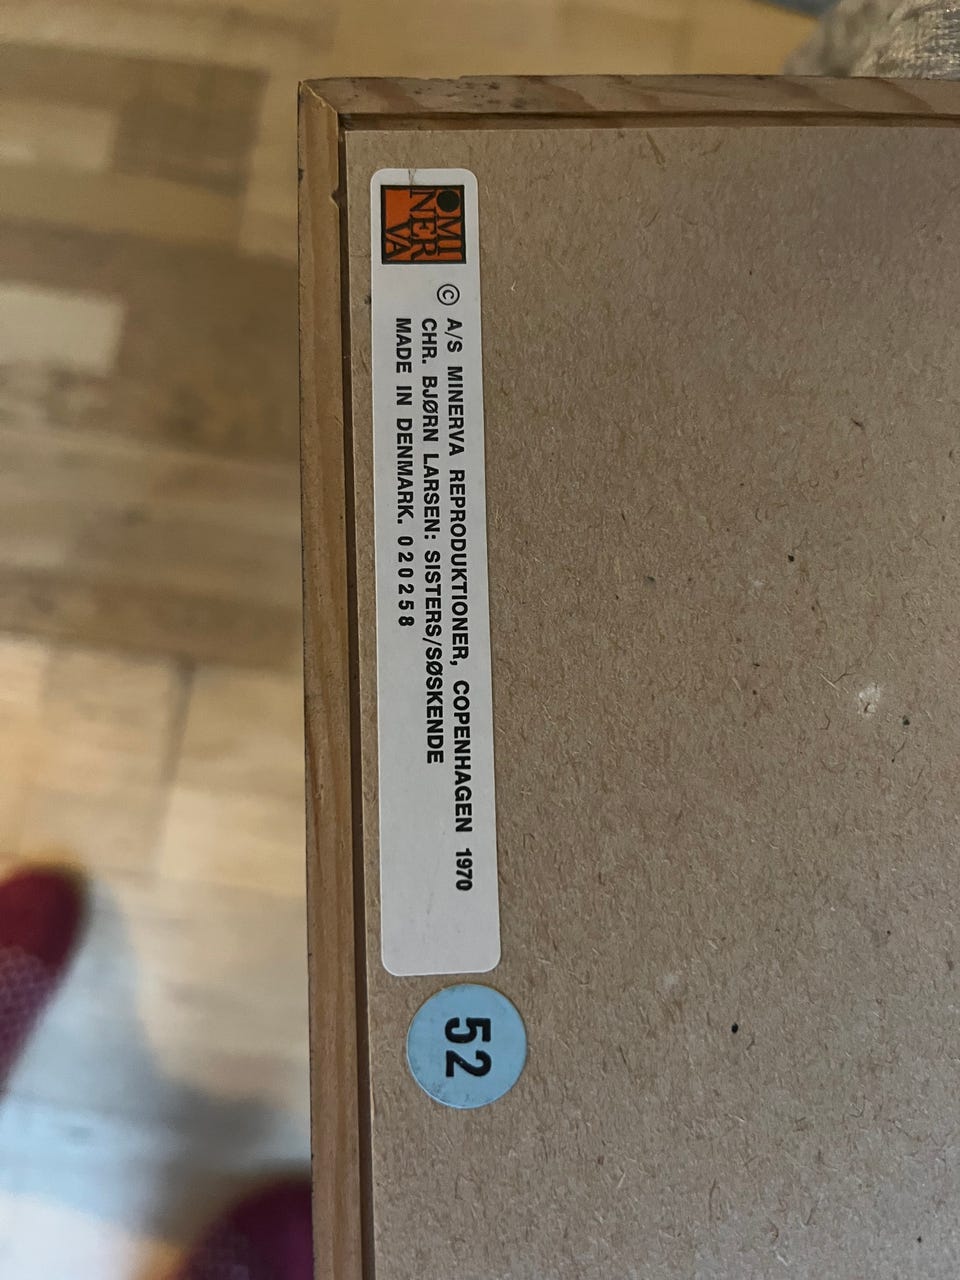 MI
NER
VA
© A/S MINERVA REPRODUKTIONER, COPENHAGEN 1970
CHR. BJØRN LARSEN: SISTERS/SØSKENDE
MADE IN DENMARK. 020258
52